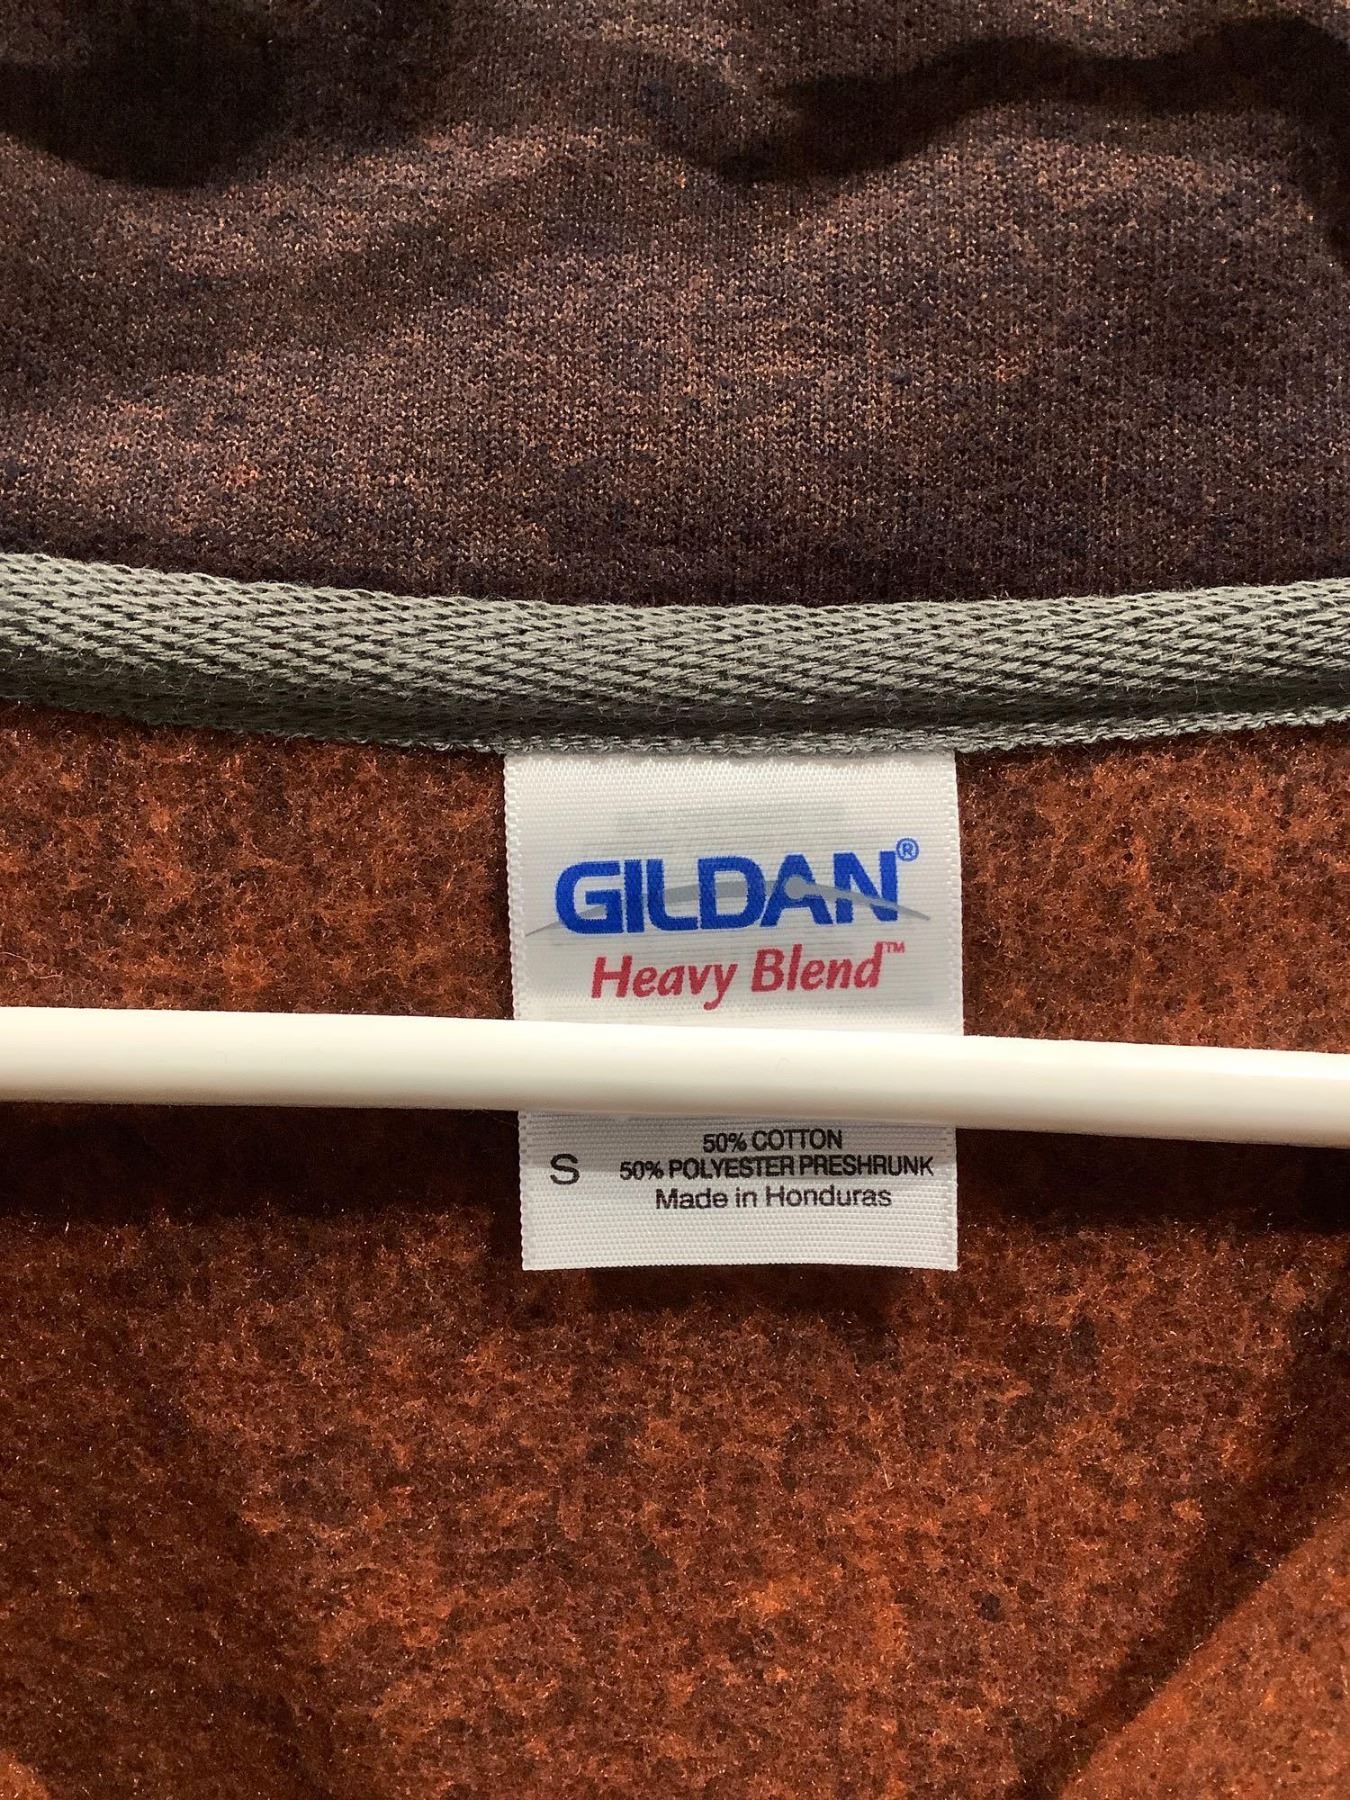 GILDAN®
Heavy Blend™
50% COTTON
S 50% POLYESTER PRESHRUNK
Made in Honduras